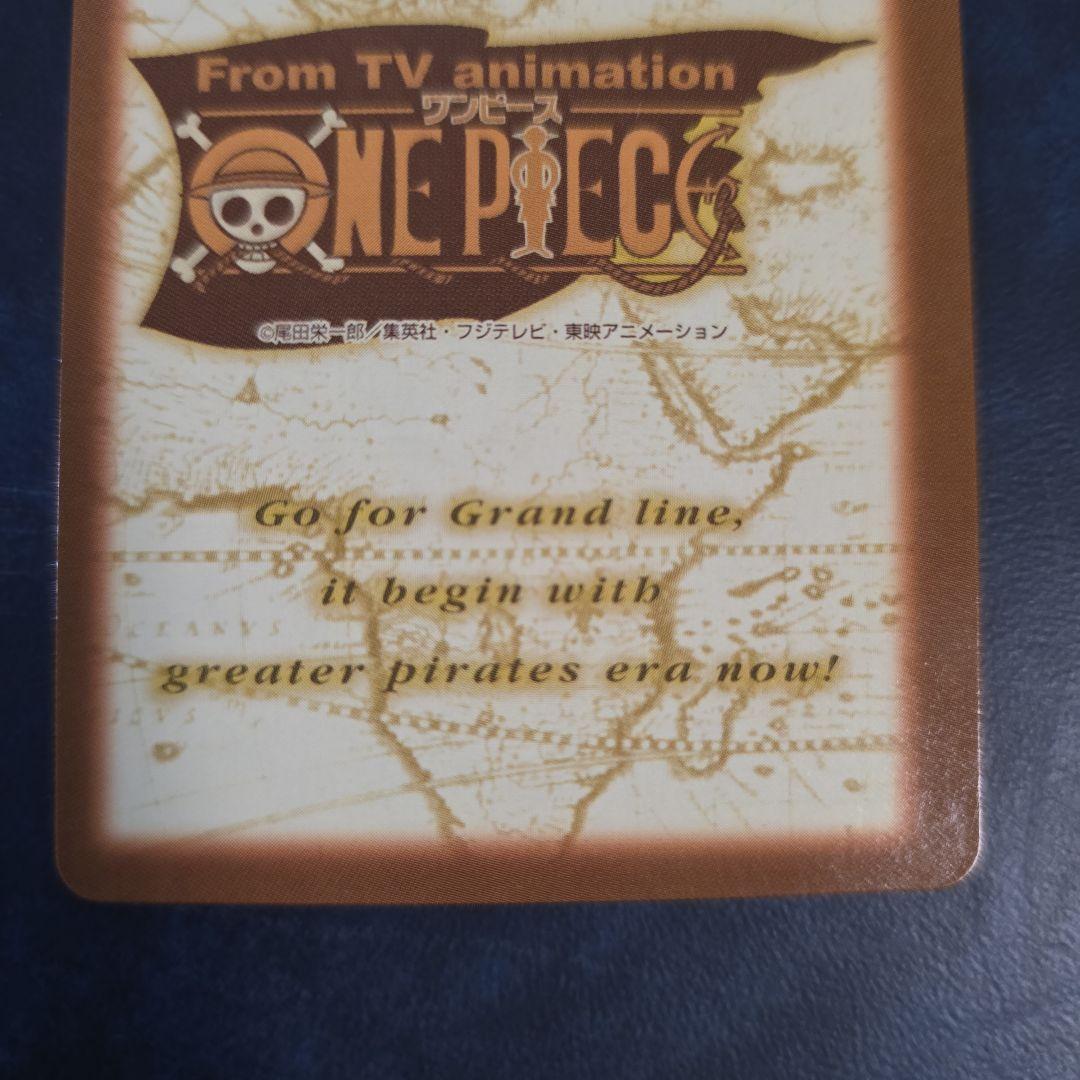 From TV animation
ワンピース
ONE PIECE
©尾田栄一郎／集英社・フジテレビ・東映アニメーション
Go for Grand line,
it begin with
OCEANVS
greater pirates era now!